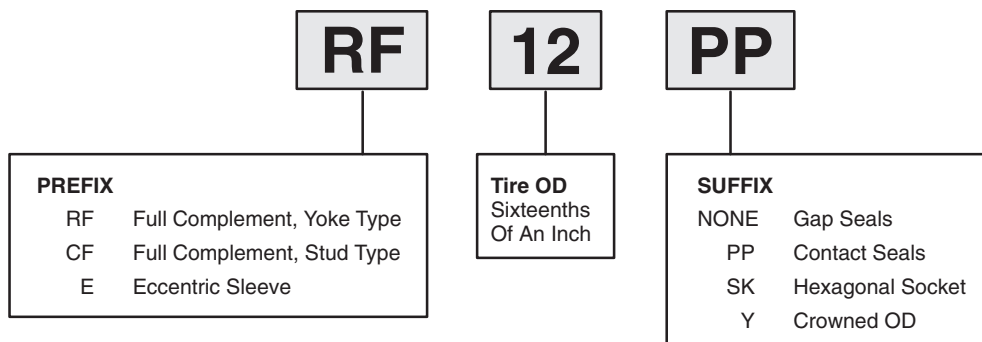 RF 12 PP
PREFIX
RF Full Complement, Yoke Type
CF Full Complement, Stud Type
E Eccentric Sleeve
Tire OD
Sixteenths
Of An Inch
SUFFIX
NONE Gap Seals
PP Contact Seals
SK Hexagonal Socket
Y Crowned OD